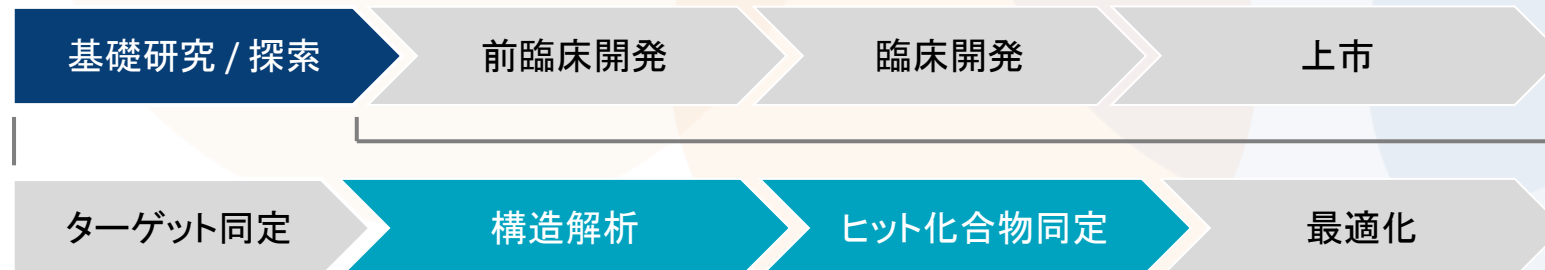 基礎研究 / 探索
前臨床開発
臨床開発
上市
ターゲット同定
構造解析
ヒット化合物同定
最適化